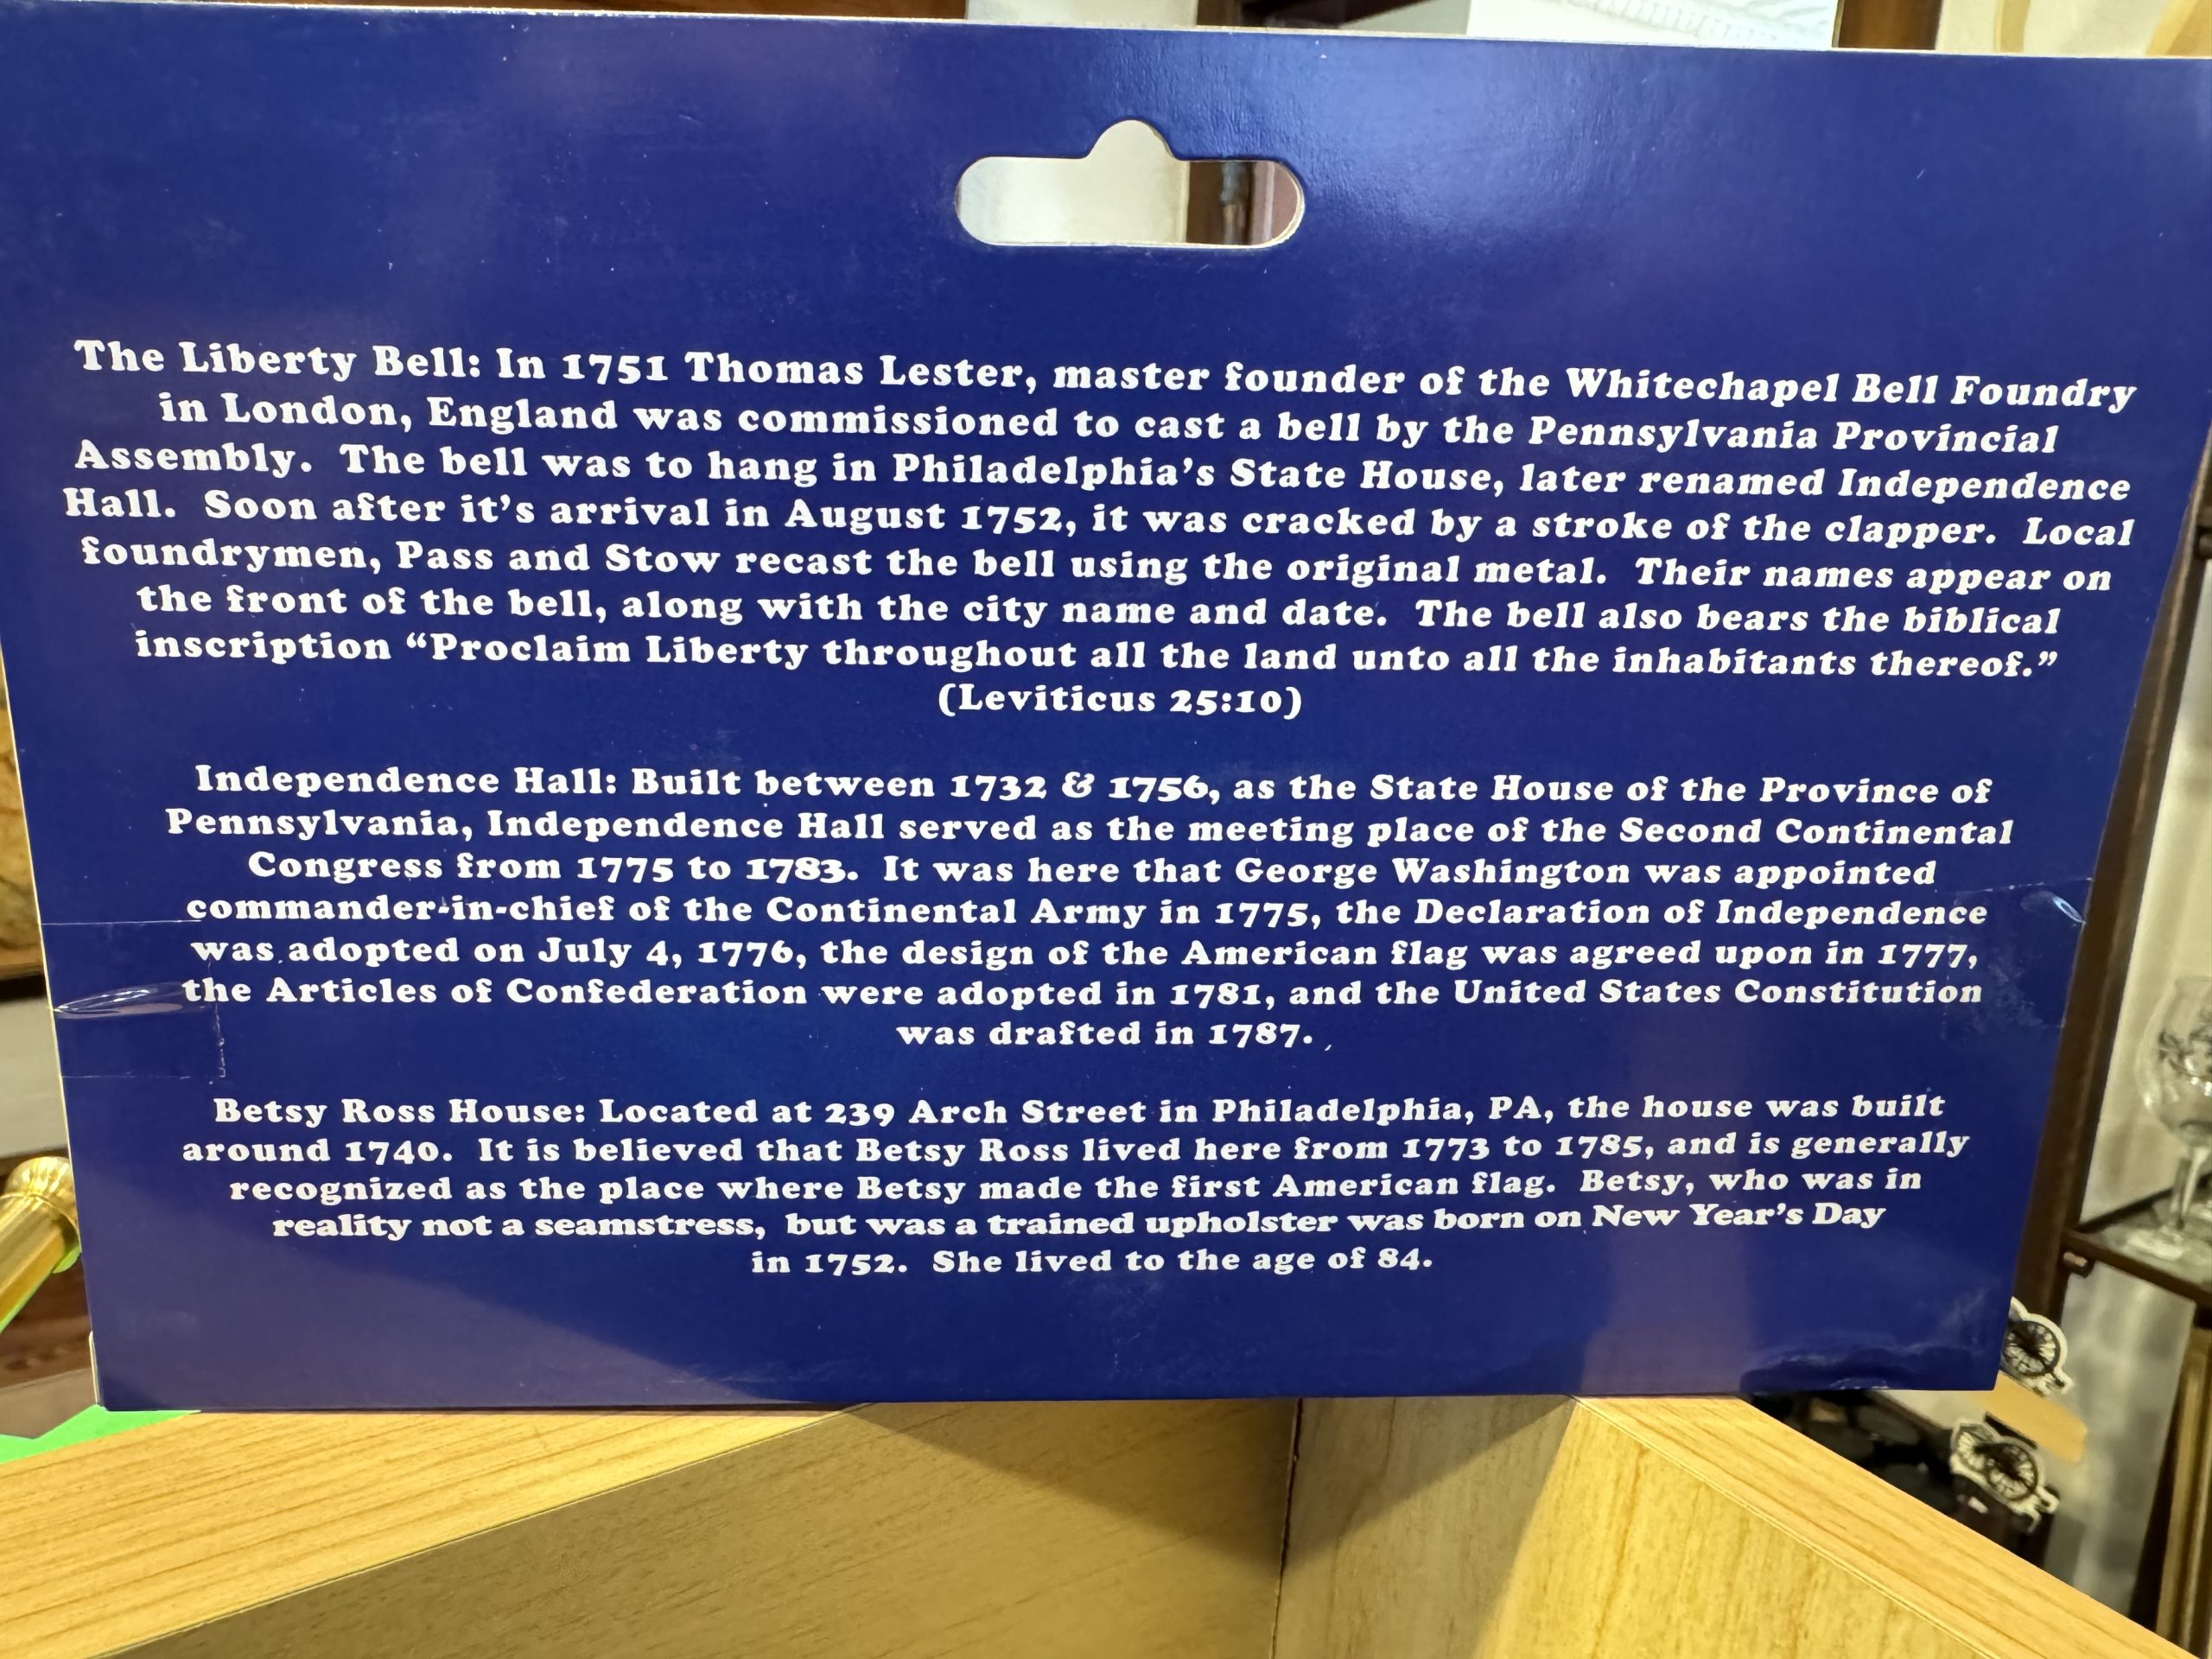 The Liberty Bell: In 1751 Thomas Lester, master founder of the Whitechapel Bell Foundry
in London, England was commissioned to cast a bell by the Pennsylvania Provincial
Assembly. The bell was to hang in Philadelphia's State House, later renamed Independence
Hall. Soon after it's arrival in August 1752, it was cracked by a stroke of the clapper. Local
foundrymen, Pass and Stow recast the bell using the original metal. Their names appear on
the front of the bell, along with the city name and date. The bell also bears the biblical
inscription “Proclaim Liberty throughout all the land unto all the inhabitants thereof.”
(Leviticus 25:10)
Independence Hall: Built between 1732 & 1756, as the State House of the Province of
Pennsylvania, Independence Hall served as the meeting place of the Second Continental
Congress from 1775 to 1783. It was here that George Washington was appointed
commander-in-chief of the Continental Army in 1775, the Declaration of Independence
was adopted on July 4, 1776, the design of the American flag was agreed upon in 1777,
the Articles of Confederation were adopted in 1781, and the United States Constitution
was drafted in 1787.
Betsy Ross House: Located at 239 Arch Street in Philadelphia, PA, the house was built
around 1740. It is believed that Betsy Ross lived here from 1773 to 1785, and is generally
recognized as the place where Betsy made the first American flag. Betsy, who was in
reality not a seamstress, but was a trained upholster was born on New Year's Day
in 1752. She lived to the age of 84.